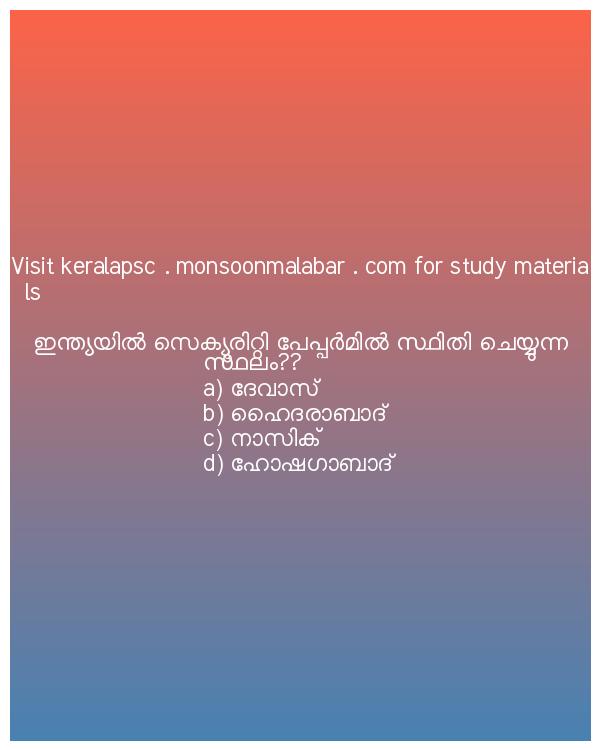 Visit keralapsc . monsoonmalabar . com for study materia
ls
ഇന്ത്യയിൽ സെക്യൂരിറ്റി പേപ്പർമിൽ സ്ഥിതി ചെയ്യുന്ന
സ്ഥലം??
a) ദേവാസ്
b) ഹൈദരാബാദ്
c) നാസിക്
d) ഹോഷഗാബാദ്